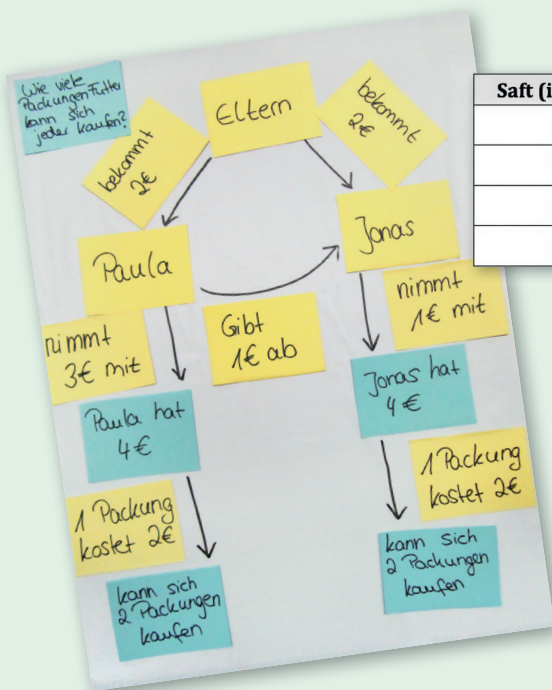 Wie viele
Packungen Futter
kann sich
jeder kaufen?
Eltern
bekommt
2€
bekommt
2€
Saft (i
Paula
Jonas
Gibt
1€ ab
nimmt
3€ mit
nimmt
1€ mit
Paula hat
4€
Jonas hat
4€
1 Packung
kostet 2€
1 Packung
kostet 2€
kann sich
2 Packungen
kaufen
kann sich
2 Packungen
kaufen